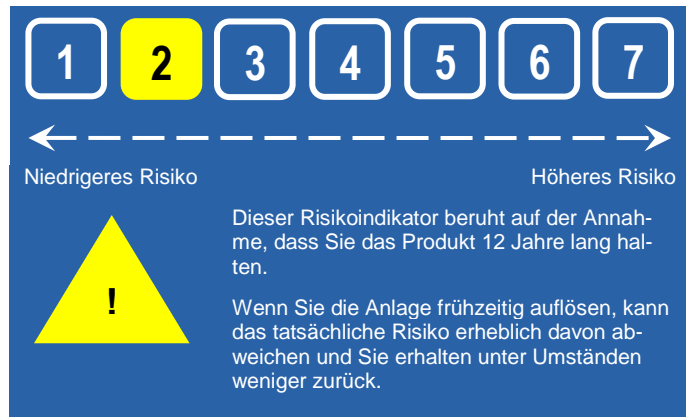 1 2 3 4 5 6 7
Niedrigeres Risiko Höheres Risiko
!
Dieser Risikoindikator beruht auf der Annah-
me, dass Sie das Produkt 12 Jahre lang hal-
ten.
Wenn Sie die Anlage frühzeitig auflösen, kann
das tatsächliche Risiko erheblich davon ab-
weichen und Sie erhalten unter Umständen
weniger zurück.